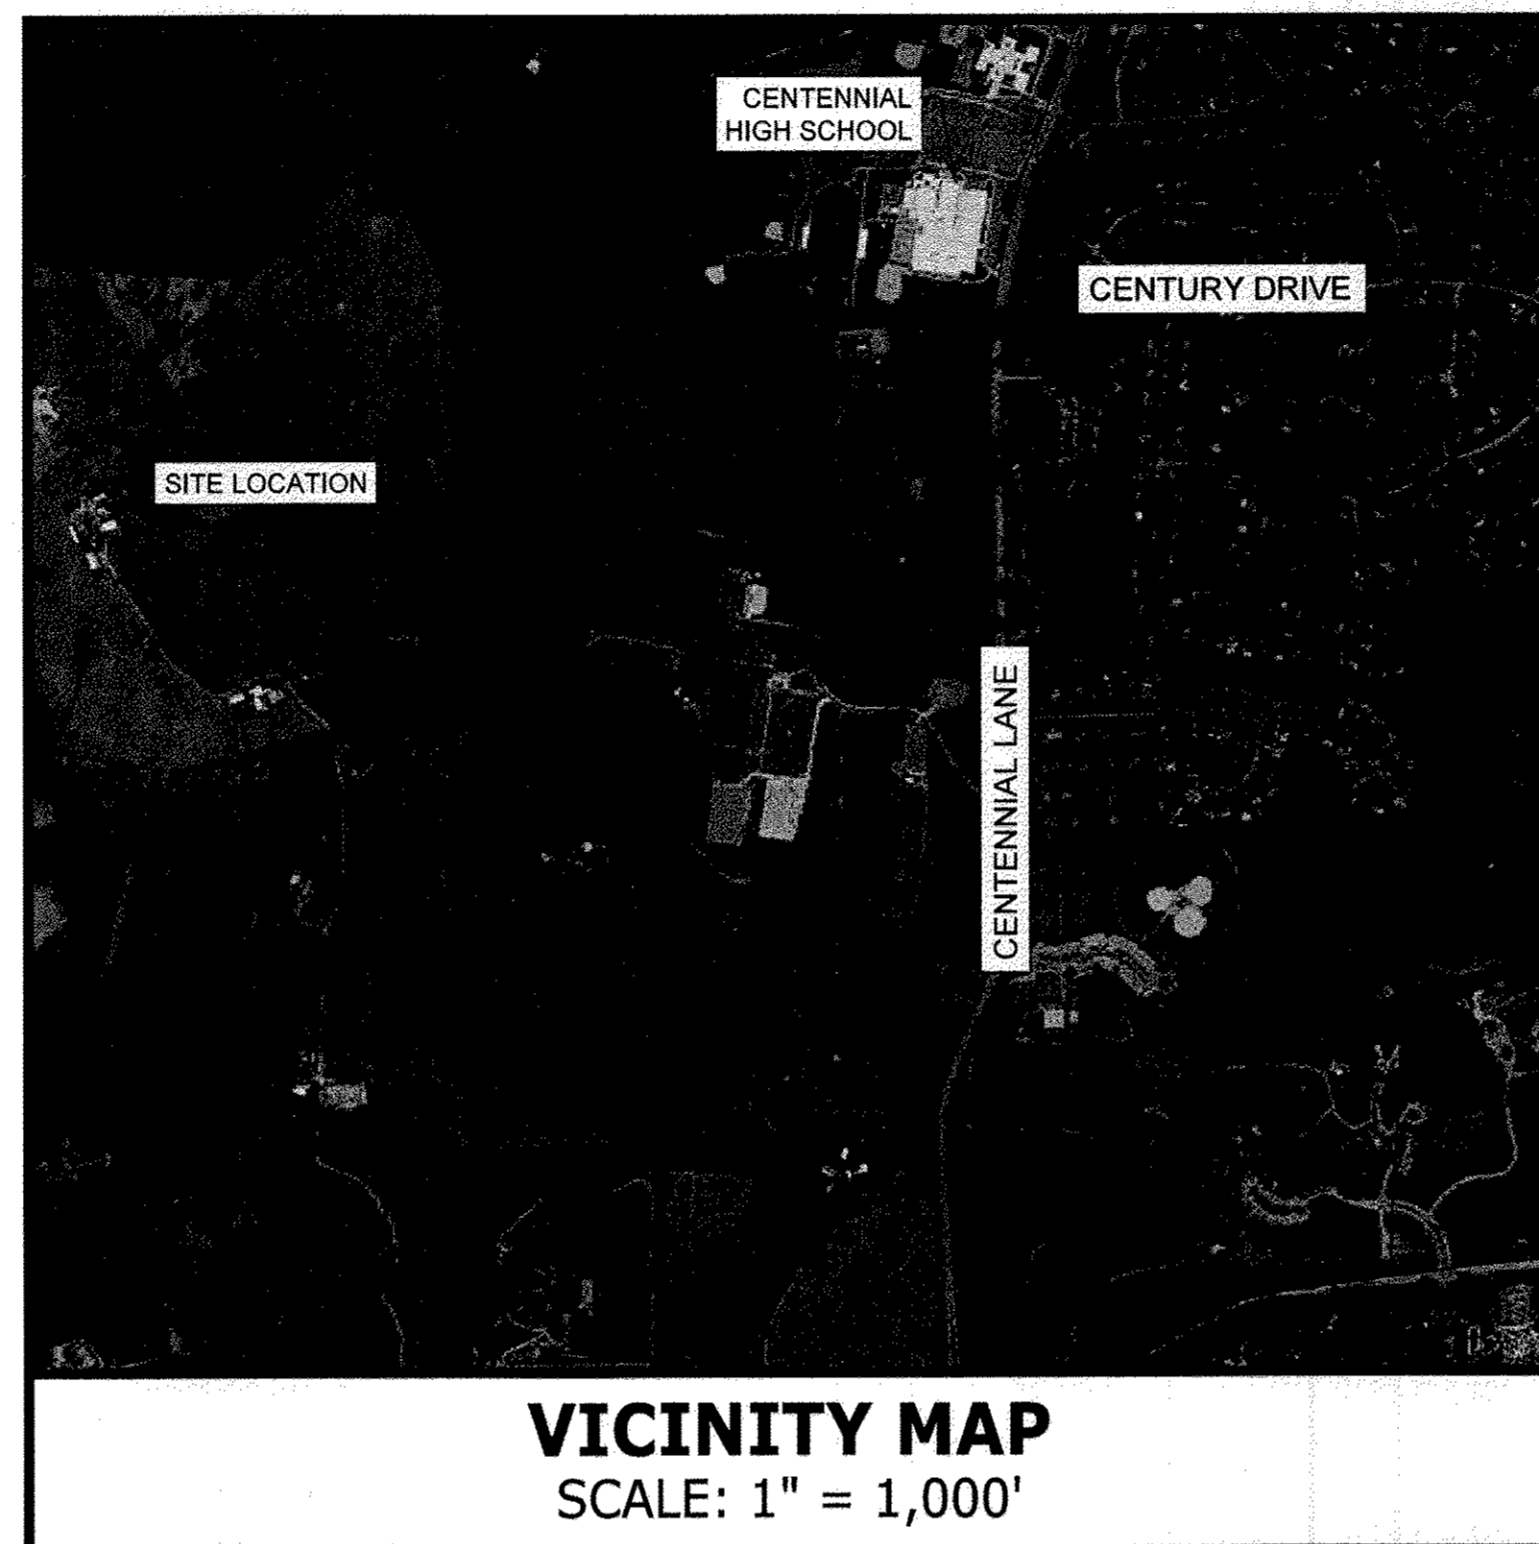 CENTENNIAL
HIGH SCHOOL
CENTURY DRIVE
SITE LOCATION
CENTENNIAL LANE
VICINITY MAP
SCALE: 1" = 1,000'